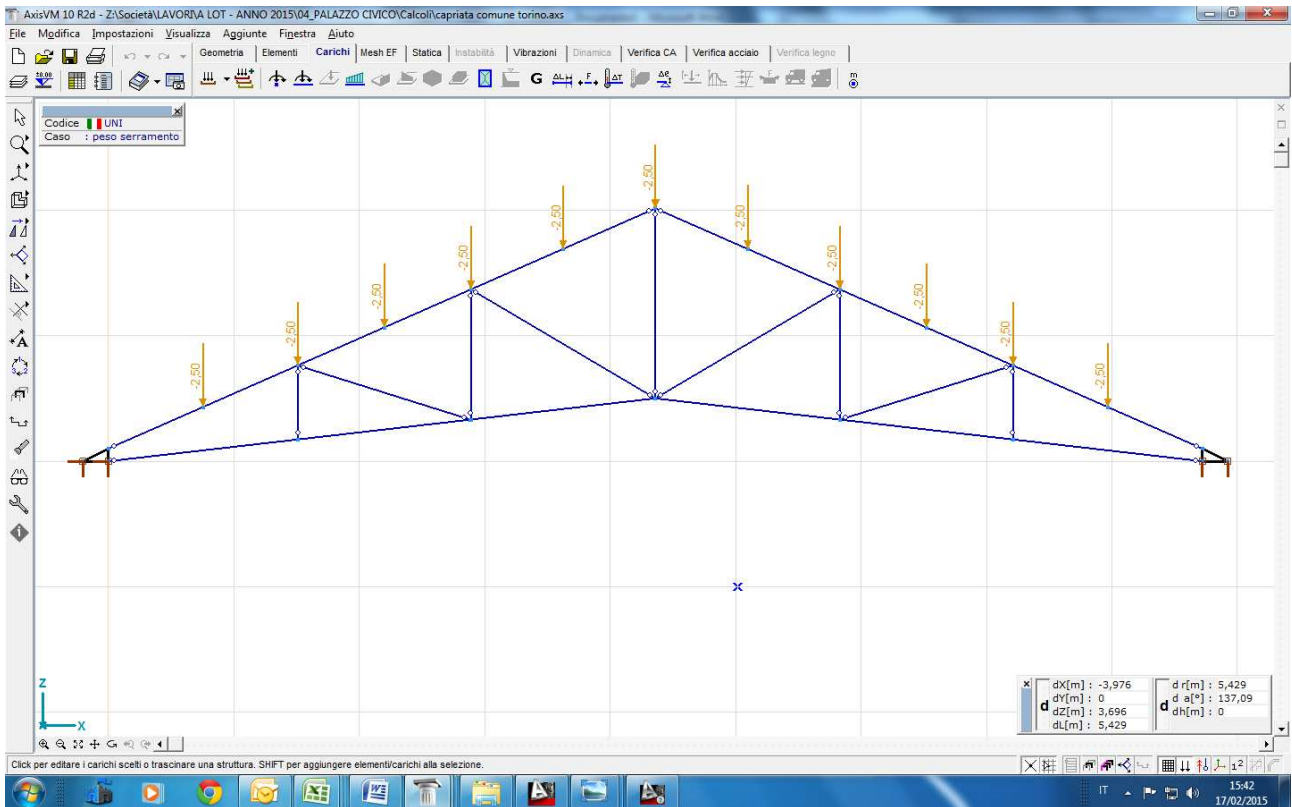 AxisVM 10 R2d - Z:\Società\LAVORI\A LOT - ANNO 2015\04_PALAZZO CIVICO\Calcoli\capriata comune torino.axs
File Modifica Impostazioni Visualizza Aggiunte Finestra Aiuto
Geometria Elementi Carichi Mesh EF Statica Instabilità Vibrazioni Dinamica Verifica CA Verifica acciaio Verifica legno
Codice UNI
Caso : peso serramento
-2,50
-2,50 -2,50
-2,50 -2,50
-2,50 -2,50
-2,50 -2,50
-2,50 -2,50
Z
X
d
dX[m] : -3,976
dY[m] : 0
dZ[m] : 3,696
dL[m] : 5,429
d
d r[m] : 5,429
d a[°] : 137,09
dh[m] : 0
Click per editare i carichi scelti o trascinare una struttura. SHIFT per aggiungere elementi/carichi alla selezione.
IT
15:42
17/02/2015